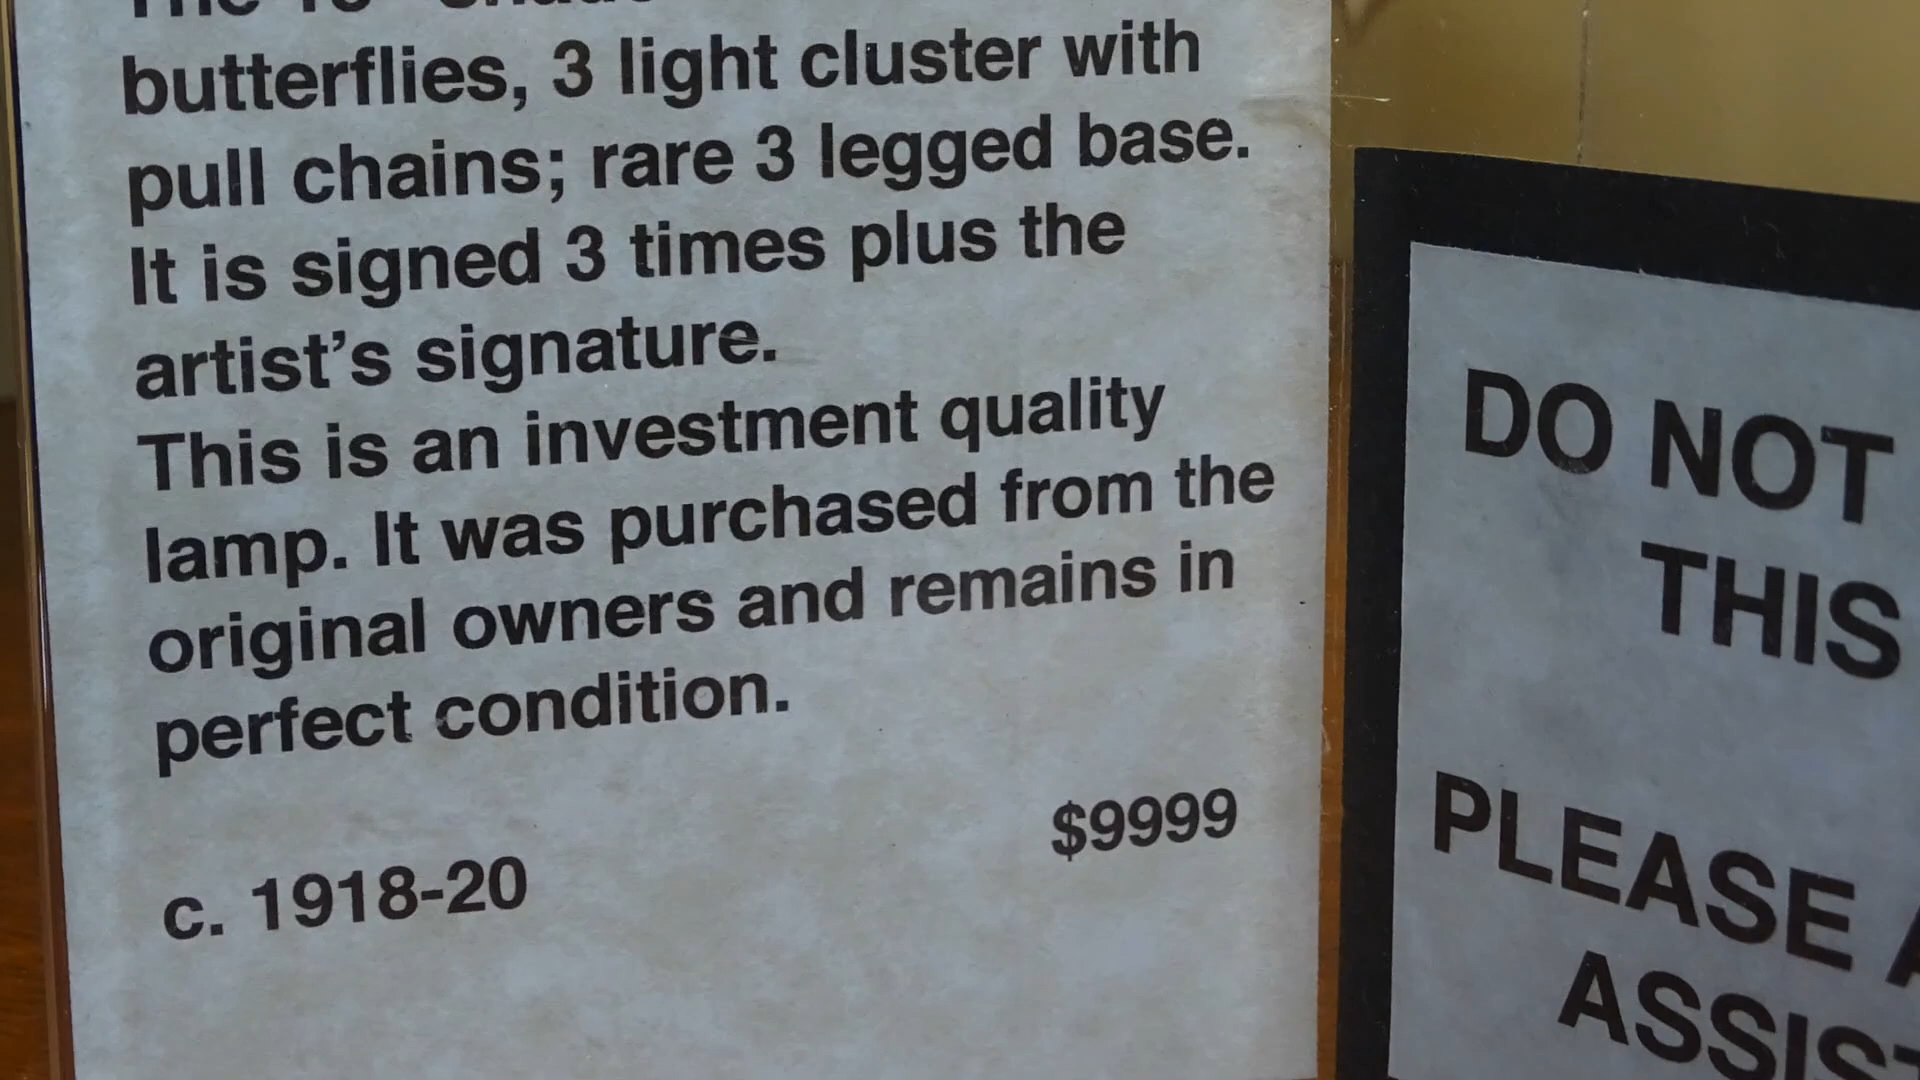 butterflies, 3 light cluster with
pull chains; rare 3 legged base.
It is signed 3 times plus the
artist's signature.
This is an investment quality
lamp. It was purchased from the
original owners and remains in
perfect condition.
$9999
c. 1918-20
DO NOT
THIS
PLEASE